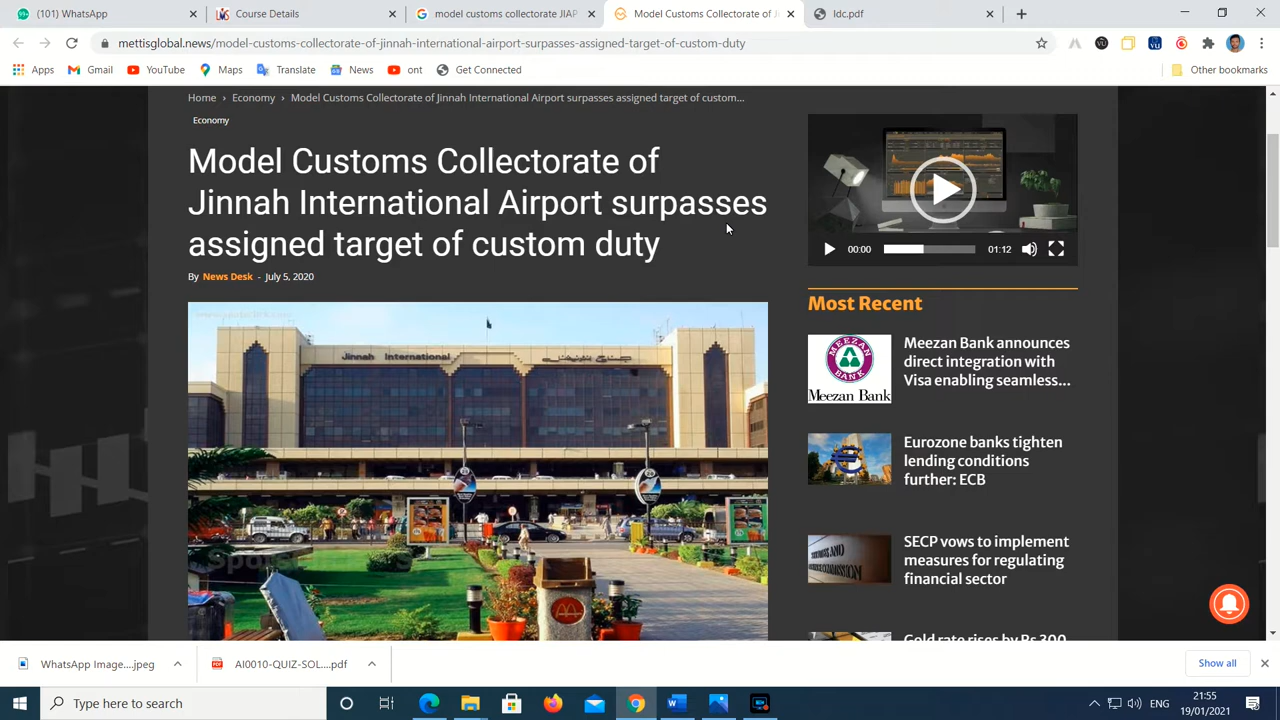 (101) WhatsApp
Course Details
model customs collectorate JIAP
Model Customs Collectorate of J
ldc.pdf
mettisglobal.news/model-customs-collectorate-of-jinnah-international-airport-surpasses-assigned-target-of-custom-duty
Apps
Gmail
YouTube
Maps
Translate
News
ont
Get Connected
Other bookmarks
Home › Economy › Model Customs Collectorate of Jinnah International Airport surpasses assigned target of custom...
Economy
Model Customs Collectorate of
Jinnah International Airport surpasses
assigned target of custom duty
By News Desk - July 5, 2020
Jinnah International
00:00
01:12
Most Recent
MEEZAN BANK
Meezan Bank
Meezan Bank announces
direct integration with
Visa enabling seamless...
Eurozone banks tighten
lending conditions
further: ECB
SECP vows to implement
measures for regulating
financial sector
Gold rate rises by Rs 300
WhatsApp Image....jpeg
AI0010-QUIZ-SOL....pdf
Show all
Type here to search
ENG
21:55
19/01/2021